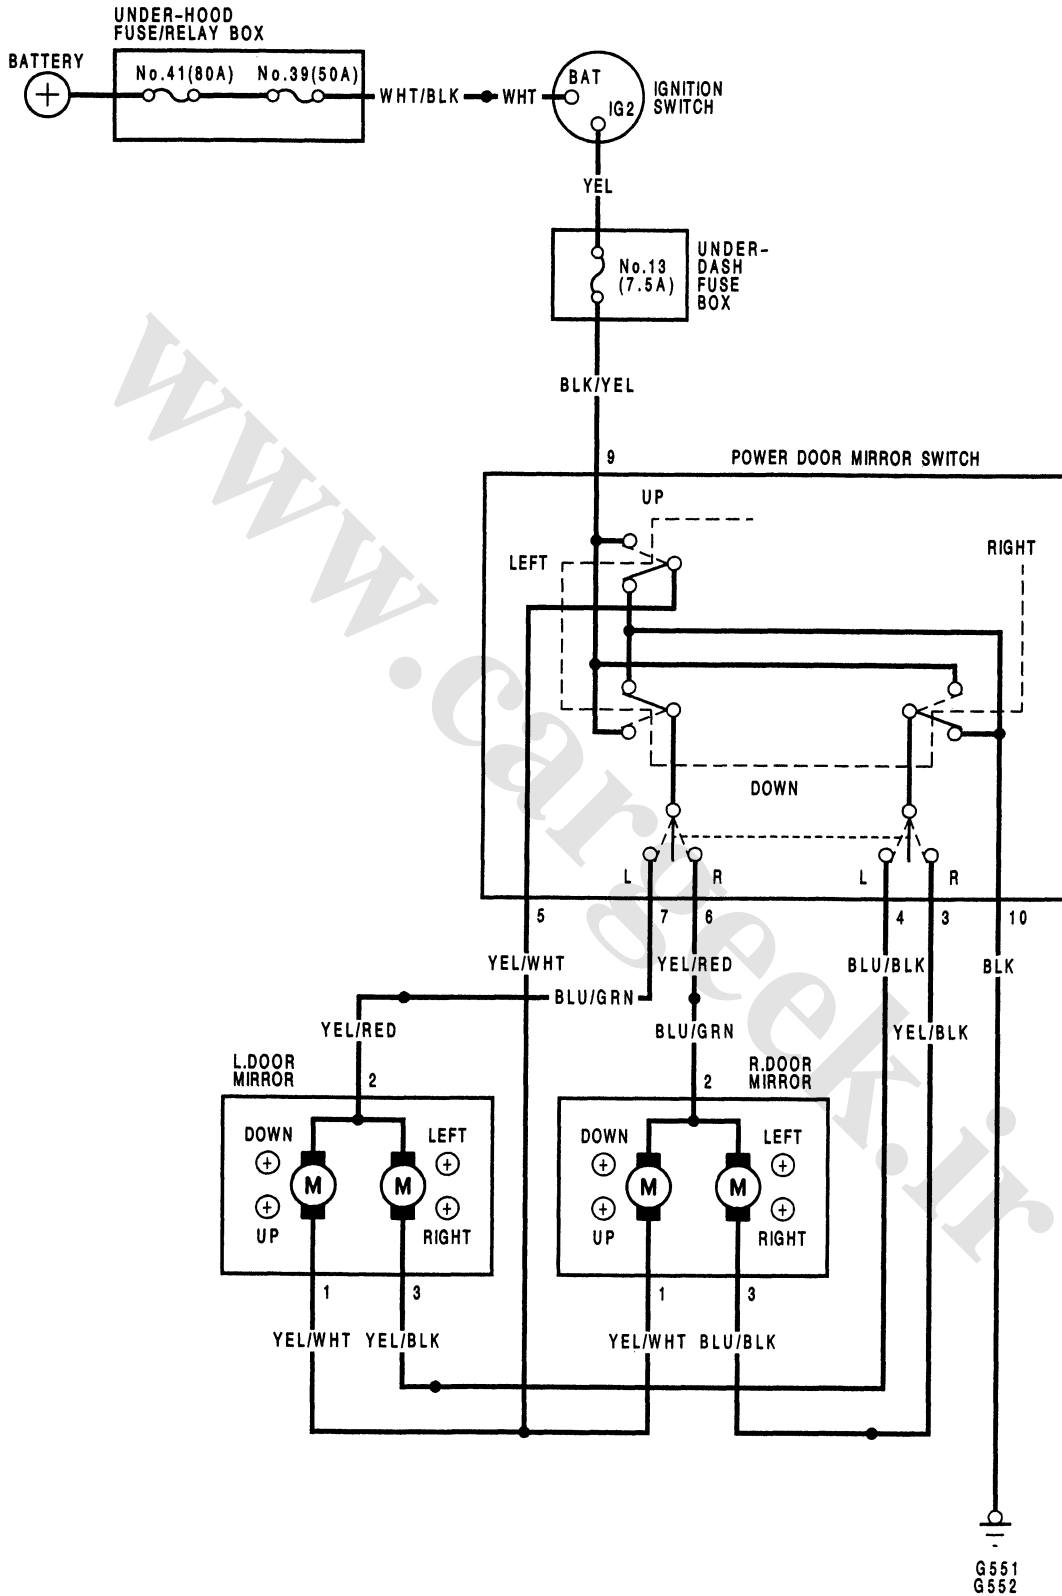 UNDER-HOOD
FUSE/RELAY BOX
BATTERY
No.41(80A)
No.39(50A)
WHT/BLK
WHT
BAT
IG2
IGNITION
SWITCH
YEL
No.13
(7.5A)
UNDER-
DASH
FUSE
BOX
BLK/YEL
9
POWER DOOR MIRROR SWITCH
UP
LEFT
RIGHT
DOWN
L
R
L
R
5
7
6
4
3
10
YEL/WHT
YEL/RED
BLU/BLK
BLK
BLU/GRN
YEL/RED
BLU/GRN
YEL/BLK
L.DOOR
MIRROR
2
R.DOOR
MIRROR
2
DOWN
LEFT
M
M
UP
RIGHT
DOWN
LEFT
M
M
UP
RIGHT
1
3
1
3
YEL/WHT
YEL/BLK
YEL/WHT
BLU/BLK
G551
G552
www.cargeek.ir